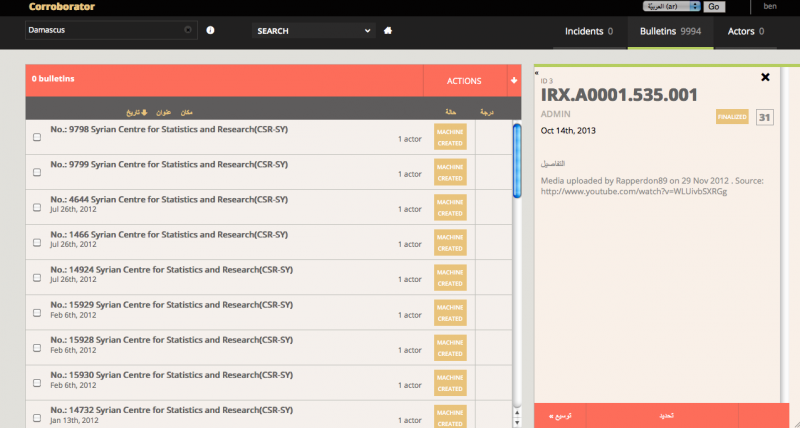 Corroborator
العربيّة (ar)
Go
ben
Damascus
SEARCH
Incidents 0
Bulletins 9994
Actors 0
0 bulletins
ACTIONS
تاريخ
عنوان
مكان
حالة
درجة
No.: 9798 Syrian Centre for Statistics and Research(CSR-SY)
1 actor
MACHINE
CREATED
No.: 9799 Syrian Centre for Statistics and Research(CSR-SY)
1 actor
MACHINE
CREATED
No.: 4644 Syrian Centre for Statistics and Research(CSR-SY)
Jul 26th, 2012
1 actor
MACHINE
CREATED
No.: 1466 Syrian Centre for Statistics and Research(CSR-SY)
Jul 26th, 2012
1 actor
MACHINE
CREATED
No.: 14924 Syrian Centre for Statistics and Research(CSR-SY)
Jul 26th, 2012
1 actor
MACHINE
CREATED
No.: 15929 Syrian Centre for Statistics and Research(CSR-SY)
Feb 6th, 2012
1 actor
MACHINE
CREATED
No.: 15928 Syrian Centre for Statistics and Research(CSR-SY)
Feb 6th, 2012
1 actor
MACHINE
CREATED
No.: 15930 Syrian Centre for Statistics and Research(CSR-SY)
Feb 6th, 2012
1 actor
MACHINE
CREATED
No.: 14732 Syrian Centre for Statistics and Research(CSR-SY)
Jan 13th, 2012
1 actor
MACHINE
CREATED
«
ID 3
IRX.A0001.535.001
ADMIN
FINALIZED
31
Oct 14th, 2013
التفاصيل
Media uploaded by Rapperdon89 on 29 Nov 2012 . Source:
http://www.youtube.com/watch?v=WLUivbSXRGg
توسيع »
تحديد